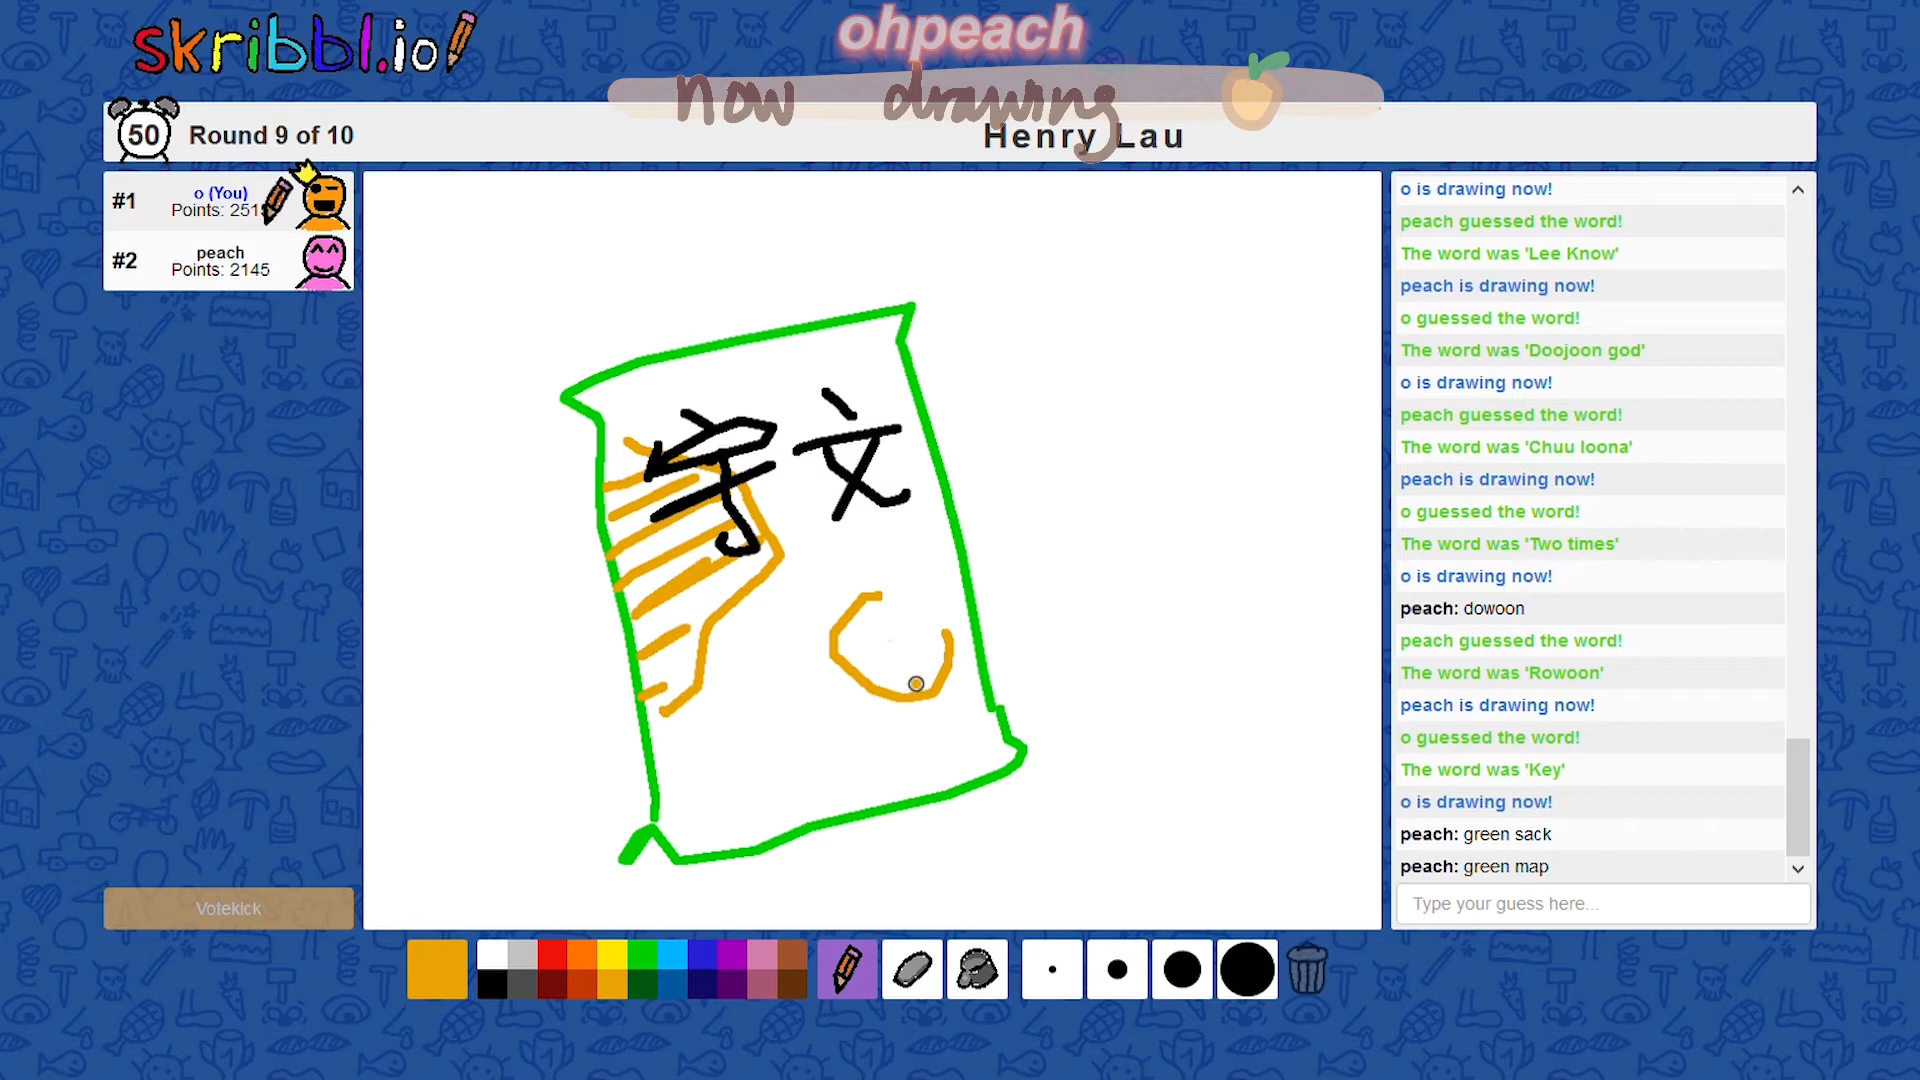 skribbl.io
ohpeach
now drawing
50
Round 9 of 10
Henry Lau
#1
o (You)
Points: 2515
#2
peach
Points: 2145
字文
Votekick
o is drawing now!
peach guessed the word!
The word was 'Lee Know'
peach is drawing now!
o guessed the word!
The word was 'Doojoon god'
o is drawing now!
peach guessed the word!
The word was 'Chuu loona'
peach is drawing now!
o guessed the word!
The word was 'Two times'
o is drawing now!
peach: dowoon
peach guessed the word!
The word was 'Rowoon'
peach is drawing now!
o guessed the word!
The word was 'Key'
o is drawing now!
peach: green sack
peach: green map
Type your guess here...